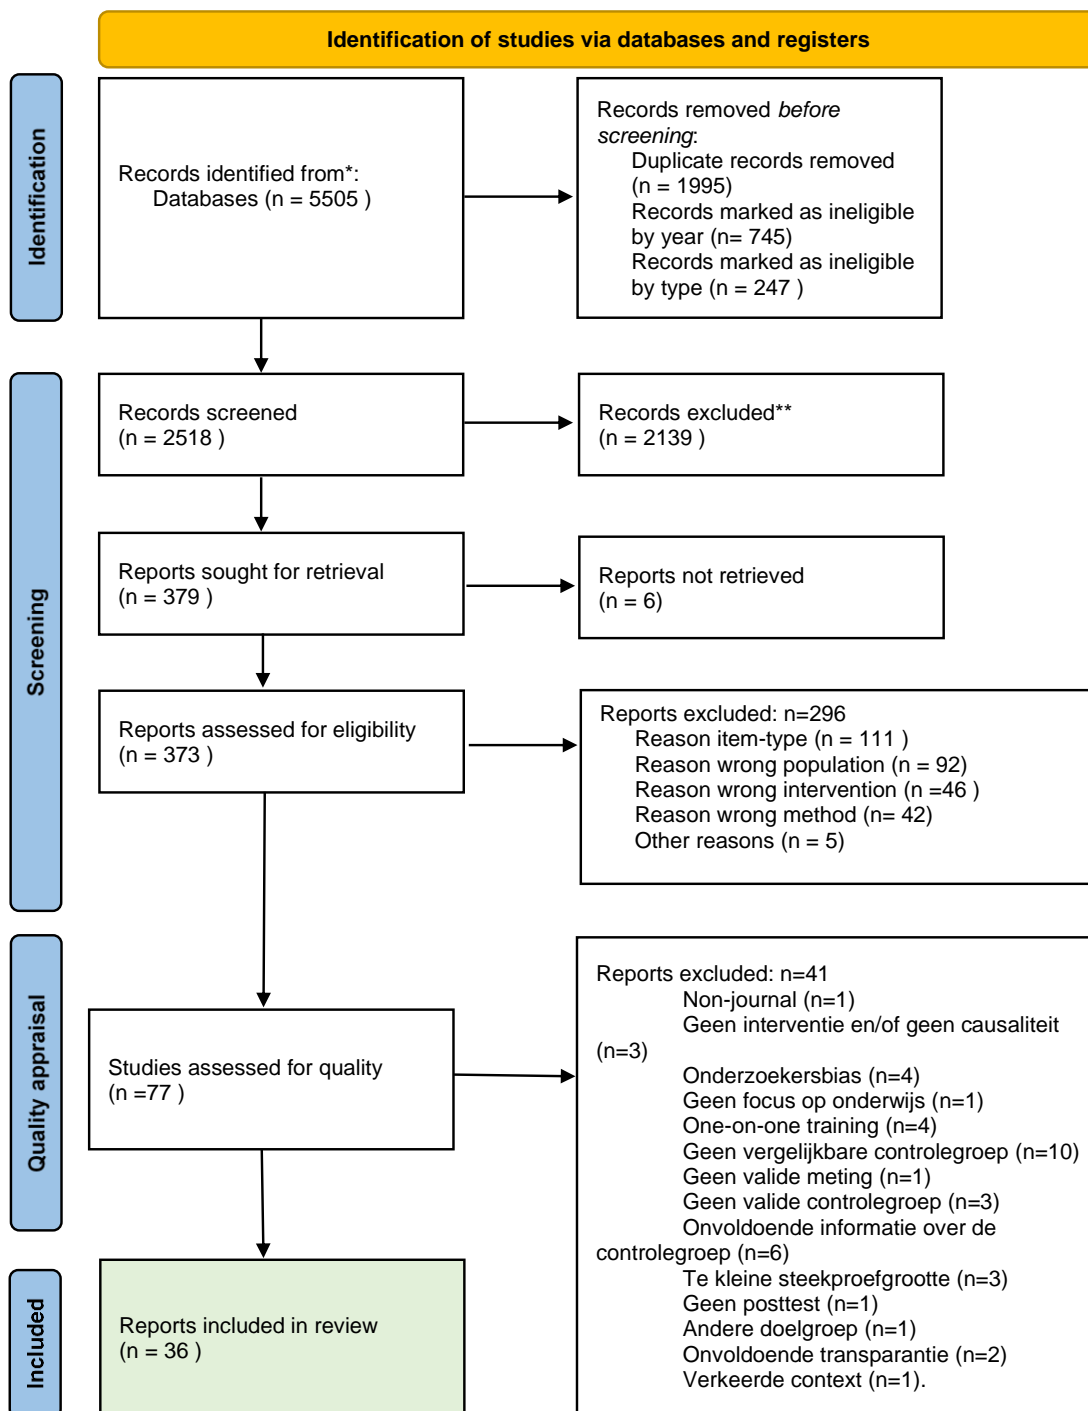 Identification of studies via databases and registers
Identification
Records identified from*:
Databases (n = 5505 )
Records removed before
screening:
Duplicate records removed
(n = 1995)
Records marked as ineligible
by year (n= 745)
Records marked as ineligible
by type (n = 247 )
Screening
Records screened
(n = 2518 )
Records excluded**
(n = 2139 )
Reports sought for retrieval
(n = 379 )
Reports not retrieved
(n = 6)
Reports assessed for eligibility
(n = 373 )
Reports excluded: n=296
Reason item-type (n = 111 )
Reason wrong population (n = 92)
Reason wrong intervention (n =46 )
Reason wrong method (n= 42)
Other reasons (n = 5)
Quality appraisal
Studies assessed for quality
(n =77 )
Reports excluded: n=41
Non-journal (n=1)
Geen interventie en/of geen causaliteit
(n=3)
Onderzoekersbias (n=4)
Geen focus op onderwijs (n=1)
One-on-one training (n=4)
Geen vergelijkbare controlegroep (n=10)
Geen valide meting (n=1)
Geen valide controlegroep (n=3)
Onvoldoende informatie over de
controlegroep (n=6)
Te kleine steekproefgrootte (n=3)
Geen posttest (n=1)
Andere doelgroep (n=1)
Onvoldoende transparantie (n=2)
Verkeerde context (n=1).
Included
Reports included in review
(n = 36 )